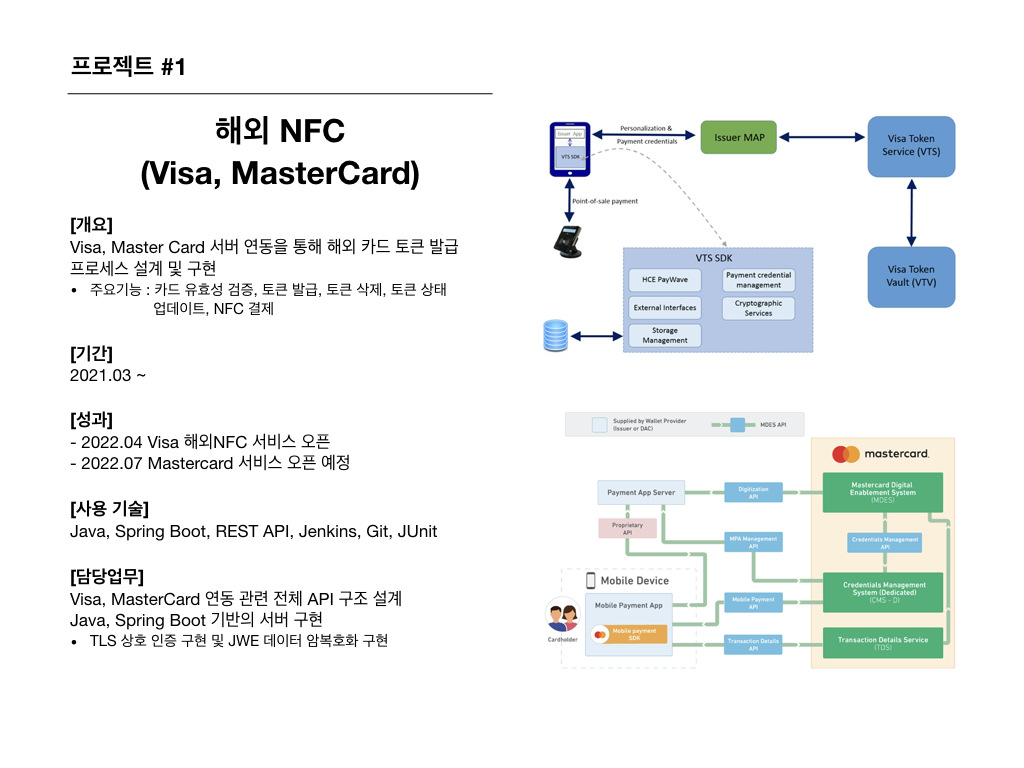 프로젝트 #1
해외 NFC
(Visa, MasterCard)
[개요]
Visa, Master Card 서버 연동을 통해 해외 카드 토큰 발급
프로세스 설계 및 구현
• 주요기능 : 카드 유효성 검증, 토큰 발급, 토큰 삭제, 토큰 상태
업데이트, NFC 결제
[기간]
2021.03 ~
[성과]
- 2022.04 Visa 해외NFC 서비스 오픈
- 2022.07 Mastercard 서비스 오픈 예정
[사용 기술]
Java, Spring Boot, REST API, Jenkins, Git, JUnit
[담당업무]
Visa, MasterCard 연동 관련 전체 API 구조 설계
Java, Spring Boot 기반의 서버 구현
• TLS 상호 인증 구현 및 JWE 데이터 암복호화 구현
Issuer App
VTS SDK
Personalization &
Payment credentials
Issuer MAP
Visa Token
Service (VTS)
Point-of-sale payment
VTS SDK
HCE PayWave
Payment credential
management
External Interfaces
Cryptographic
Services
Storage
Management
Visa Token
Vault (VTV)
Supplied by Wallet Provider
(Issuer or DAC)
MDES API
mastercard.
Payment App Server
Digitization
API
Mastercard Digital
Enablement System
(MDES)
Proprietary
API
MPA Management
API
Credentials Management
API
Mobile Device
Mobile Payment App
Mobile payment
SDK
Cardholder
Mobile Payment
API
Credentials Management
System (Dedicated)
(CMS - D)
Transaction Details
API
Transaction Details Service
(TDS)